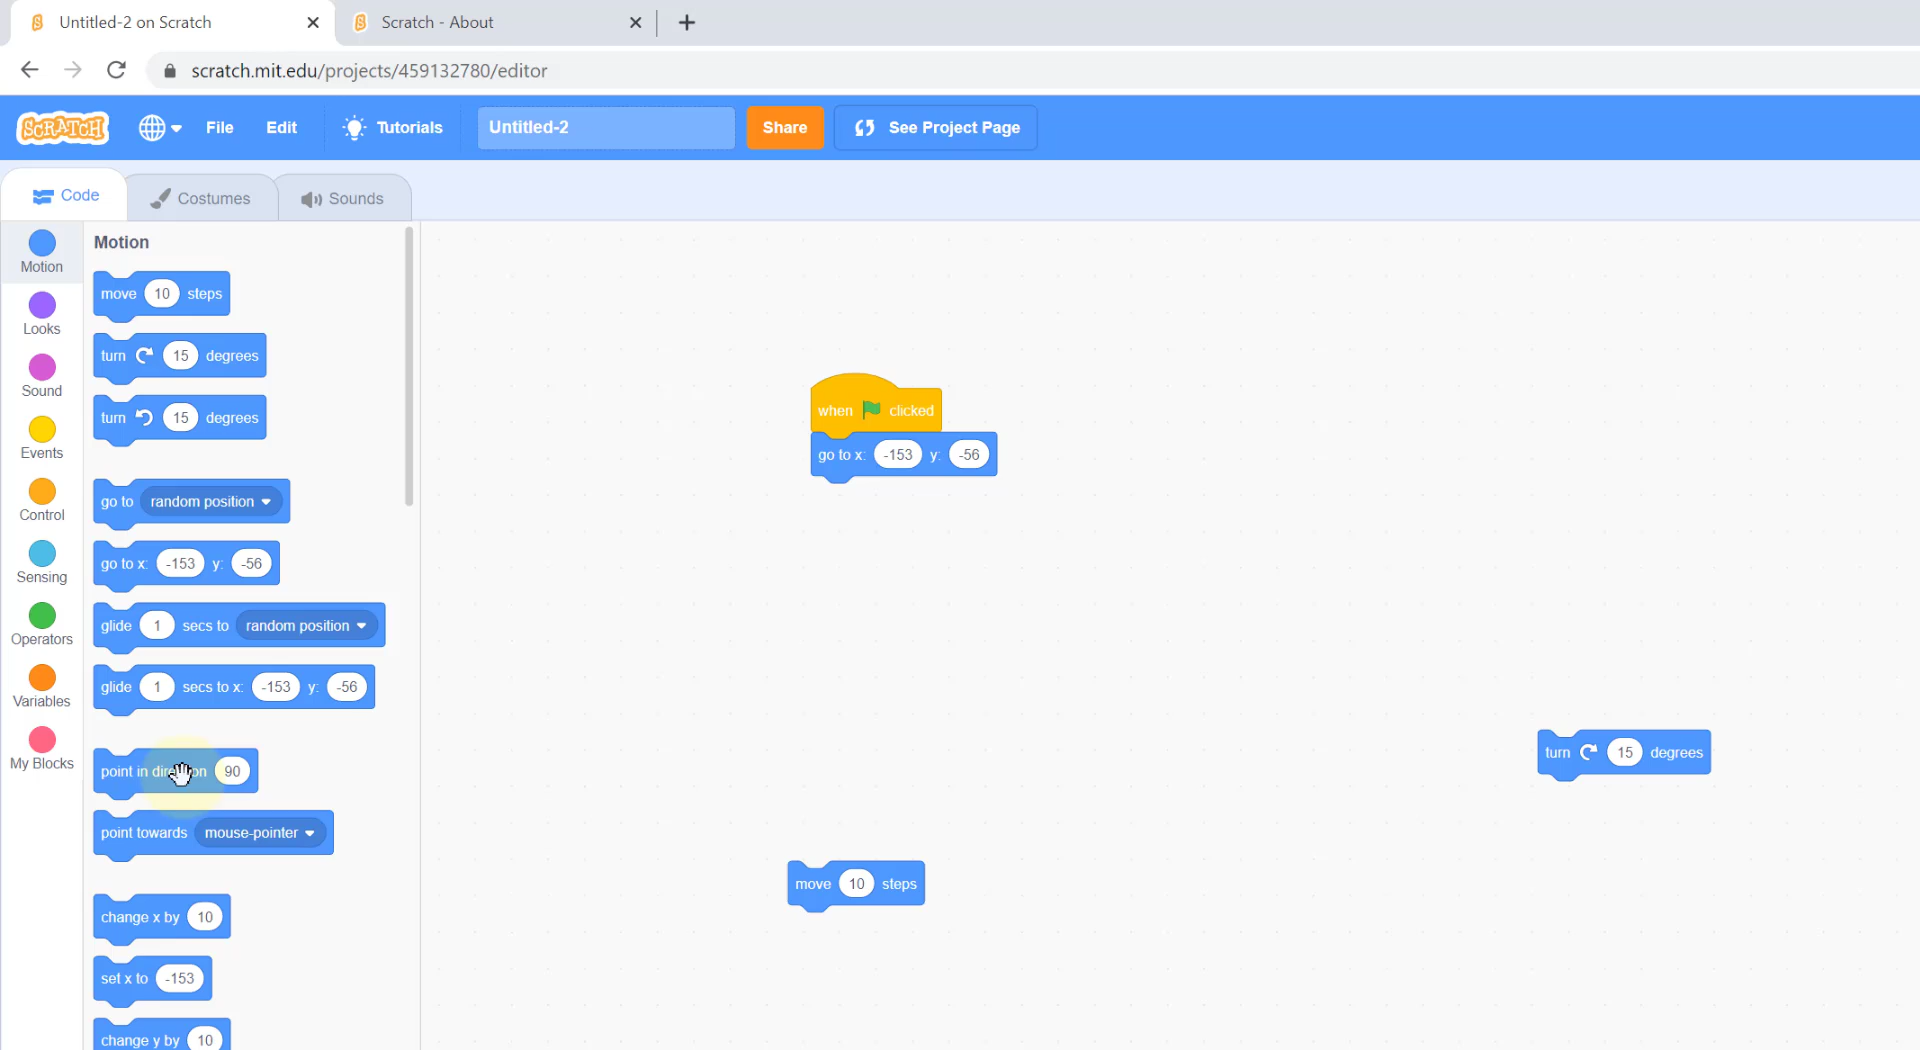 Untitled-2 on Scratch
Scratch - About
scratch.mit.edu/projects/459132780/editor
SCRATCH
File
Edit
Tutorials
Untitled-2
Share
See Project Page
Code
Costumes
Sounds
Motion
Looks
Sound
Events
Control
Sensing
Operators
Variables
My Blocks
Motion
move 10 steps
turn 15 degrees
turn 15 degrees
go to random position
go to x: -153 y: -56
glide 1 secs to random position
glide 1 secs to x: -153 y: -56
point in direction 90
point towards mouse-pointer
change x by 10
set x to -153
change y by 10
when clicked
go to x: -153 y: -56
turn 15 degrees
move 10 steps